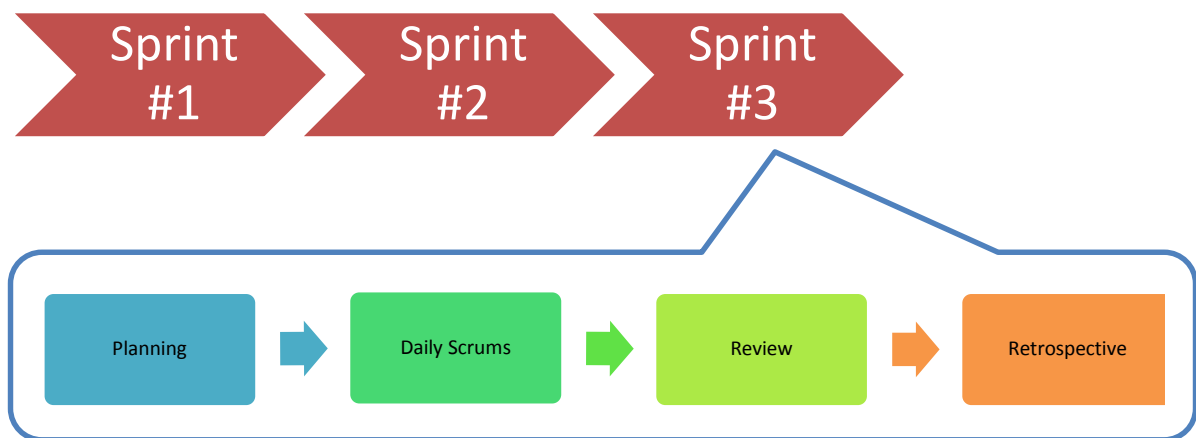 Sprint
#1
Sprint
#2
Sprint
#3
Planning
Daily Scrums
Review
Retrospective